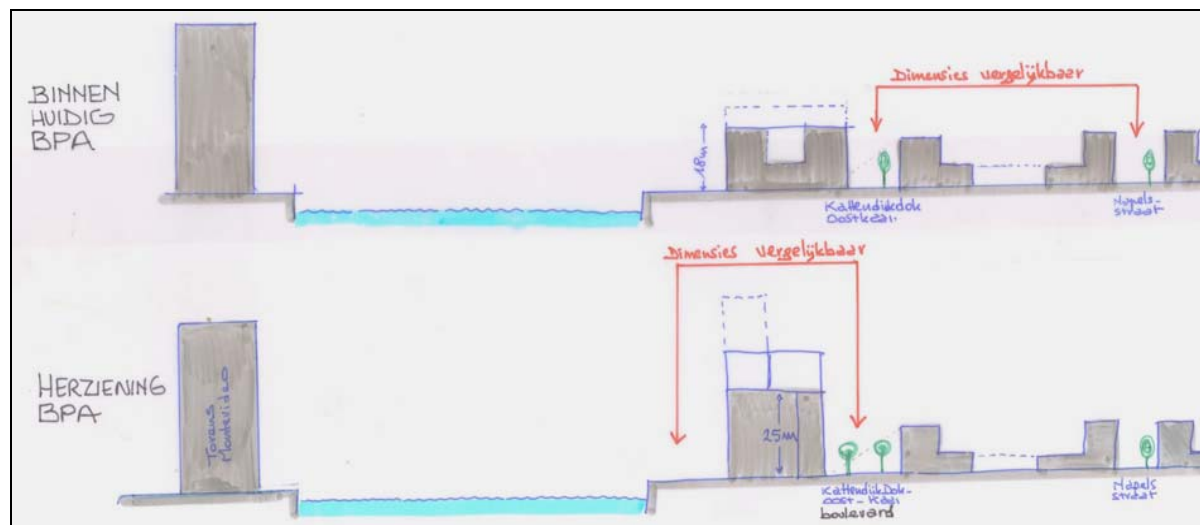 BINNEN
HUIDIG
BPA
Dimensies vergelijkbaar
18m
Kattendijkdok
Oostkaai
Napels-
straat
Dimensies vergelijkbaar
HERZIENING
BPA
Torens
Montevideo
25m
KattendijkDok-
oost-Kaai
boulevard
Napels
straat